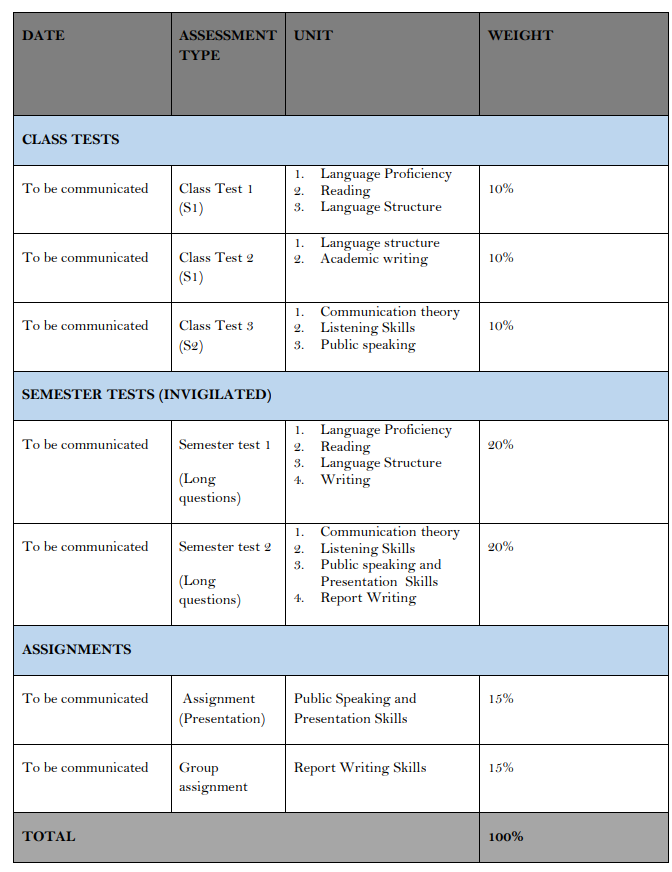 DATE ASSESSMENT TYPE UNIT WEIGHT
CLASS TESTS
To be communicated
Class Test 1
(S1)
1. Language Proficiency
2. Reading
3. Language Structure
10%
To be communicated
Class Test 2
(S1)
1. Language structure
2. Academic writing
10%
To be communicated
Class Test 3
(S2)
1. Communication theory
2. Listening Skills
3. Public speaking
10%
SEMESTER TESTS (INVIGILATED)
To be communicated
Semester test 1
(Long
questions)
1. Language Proficiency
2. Reading
3. Language Structure
4. Writing
20%
To be communicated
Semester test 2
(Long
questions)
1. Communication theory
2. Listening Skills
3. Public speaking and
Presentation Skills
4. Report Writing
20%
ASSIGNMENTS
To be communicated
Assignment
(Presentation)
Public Speaking and
Presentation Skills
15%
To be communicated
Group
assignment
Report Writing Skills
15%
TOTAL
100%